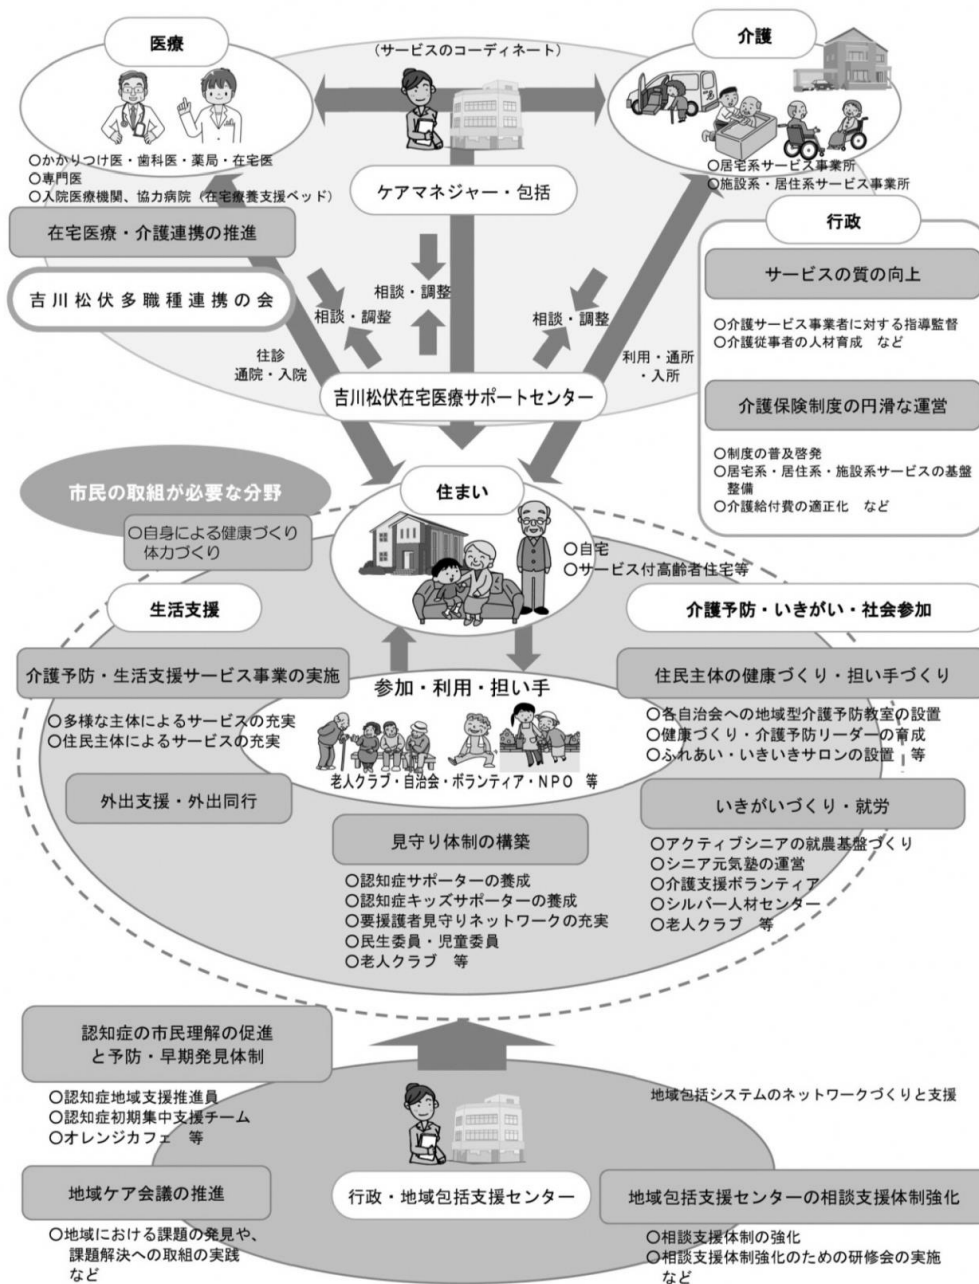 医療
○かかりつけ医・歯科医・薬局・在宅医
○専門医
○入院医療機関、協力病院（在宅療養支援ベッド）
在宅医療・介護連携の推進
吉川松伏多職種連携の会
（サービスのコーディネート）
ケアマネジャー・包括
介護
○居宅系サービス事業所
○施設系・居住系サービス事業所
相談・調整
相談・調整
相談・調整
往診
通院・入院
利用・通所
・入所
吉川松伏在宅医療サポートセンター
行政
サービスの質の向上
○介護サービス事業者に対する指導監督
○介護従事者の人材育成　など
介護保険制度の円滑な運営
○制度の普及啓発
○居宅系・居住系・施設系サービスの基盤
整備
○介護給付費の適正化　など
市民の取組が必要な分野
○自身による健康づくり
体力づくり
住まい
○自宅
○サービス付高齢者住宅等
生活支援
介護予防・生活支援サービス事業の実施
○多様な主体によるサービスの充実
○住民主体によるサービスの充実
外出支援・外出同行
参加・利用・担い手
老人クラブ・自治会・ボランティア・NPO　等
見守り体制の構築
○認知症サポーターの養成
○認知症キッズサポーターの養成
○要援護者見守りネットワークの充実
○民生委員・児童委員
○老人クラブ　等
介護予防・いきがい・社会参加
住民主体の健康づくり・担い手づくり
○各自治会への地域型介護予防教室の設置
○健康づくり・介護予防リーダーの育成
○ふれあい・いきいきサロンの設置　等
いきがいづくり・就労
○アクティブシニアの就農基盤づくり
○シニア元気塾の運営
○介護支援ボランティア
○シルバー人材センター
○老人クラブ　等
認知症の市民理解の促進
と予防・早期発見体制
○認知症地域支援推進員
○認知症初期集中支援チーム
○オレンジカフェ　等
地域ケア会議の推進
○地域における課題の発見や、
課題解決への取組の実践
など
行政・地域包括支援センター
地域包括システムのネットワークづくりと支援
地域包括支援センターの相談支援体制強化
○相談支援体制の強化
○相談支援体制強化のための研修会の実施
など